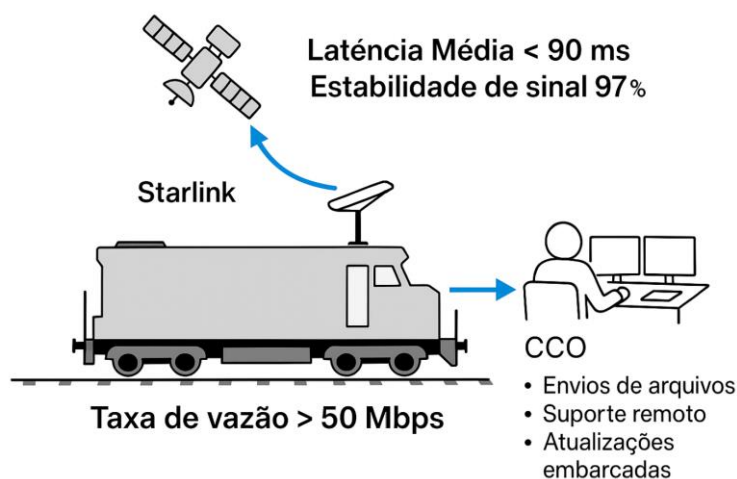 Laténcia Média < 90 ms
Estabilidade de sinal 97%
Starlink
CCO
• Envios de arquivos
• Suporte remoto
• Atualizações
embarcadas
Taxa de vazão > 50 Mbps